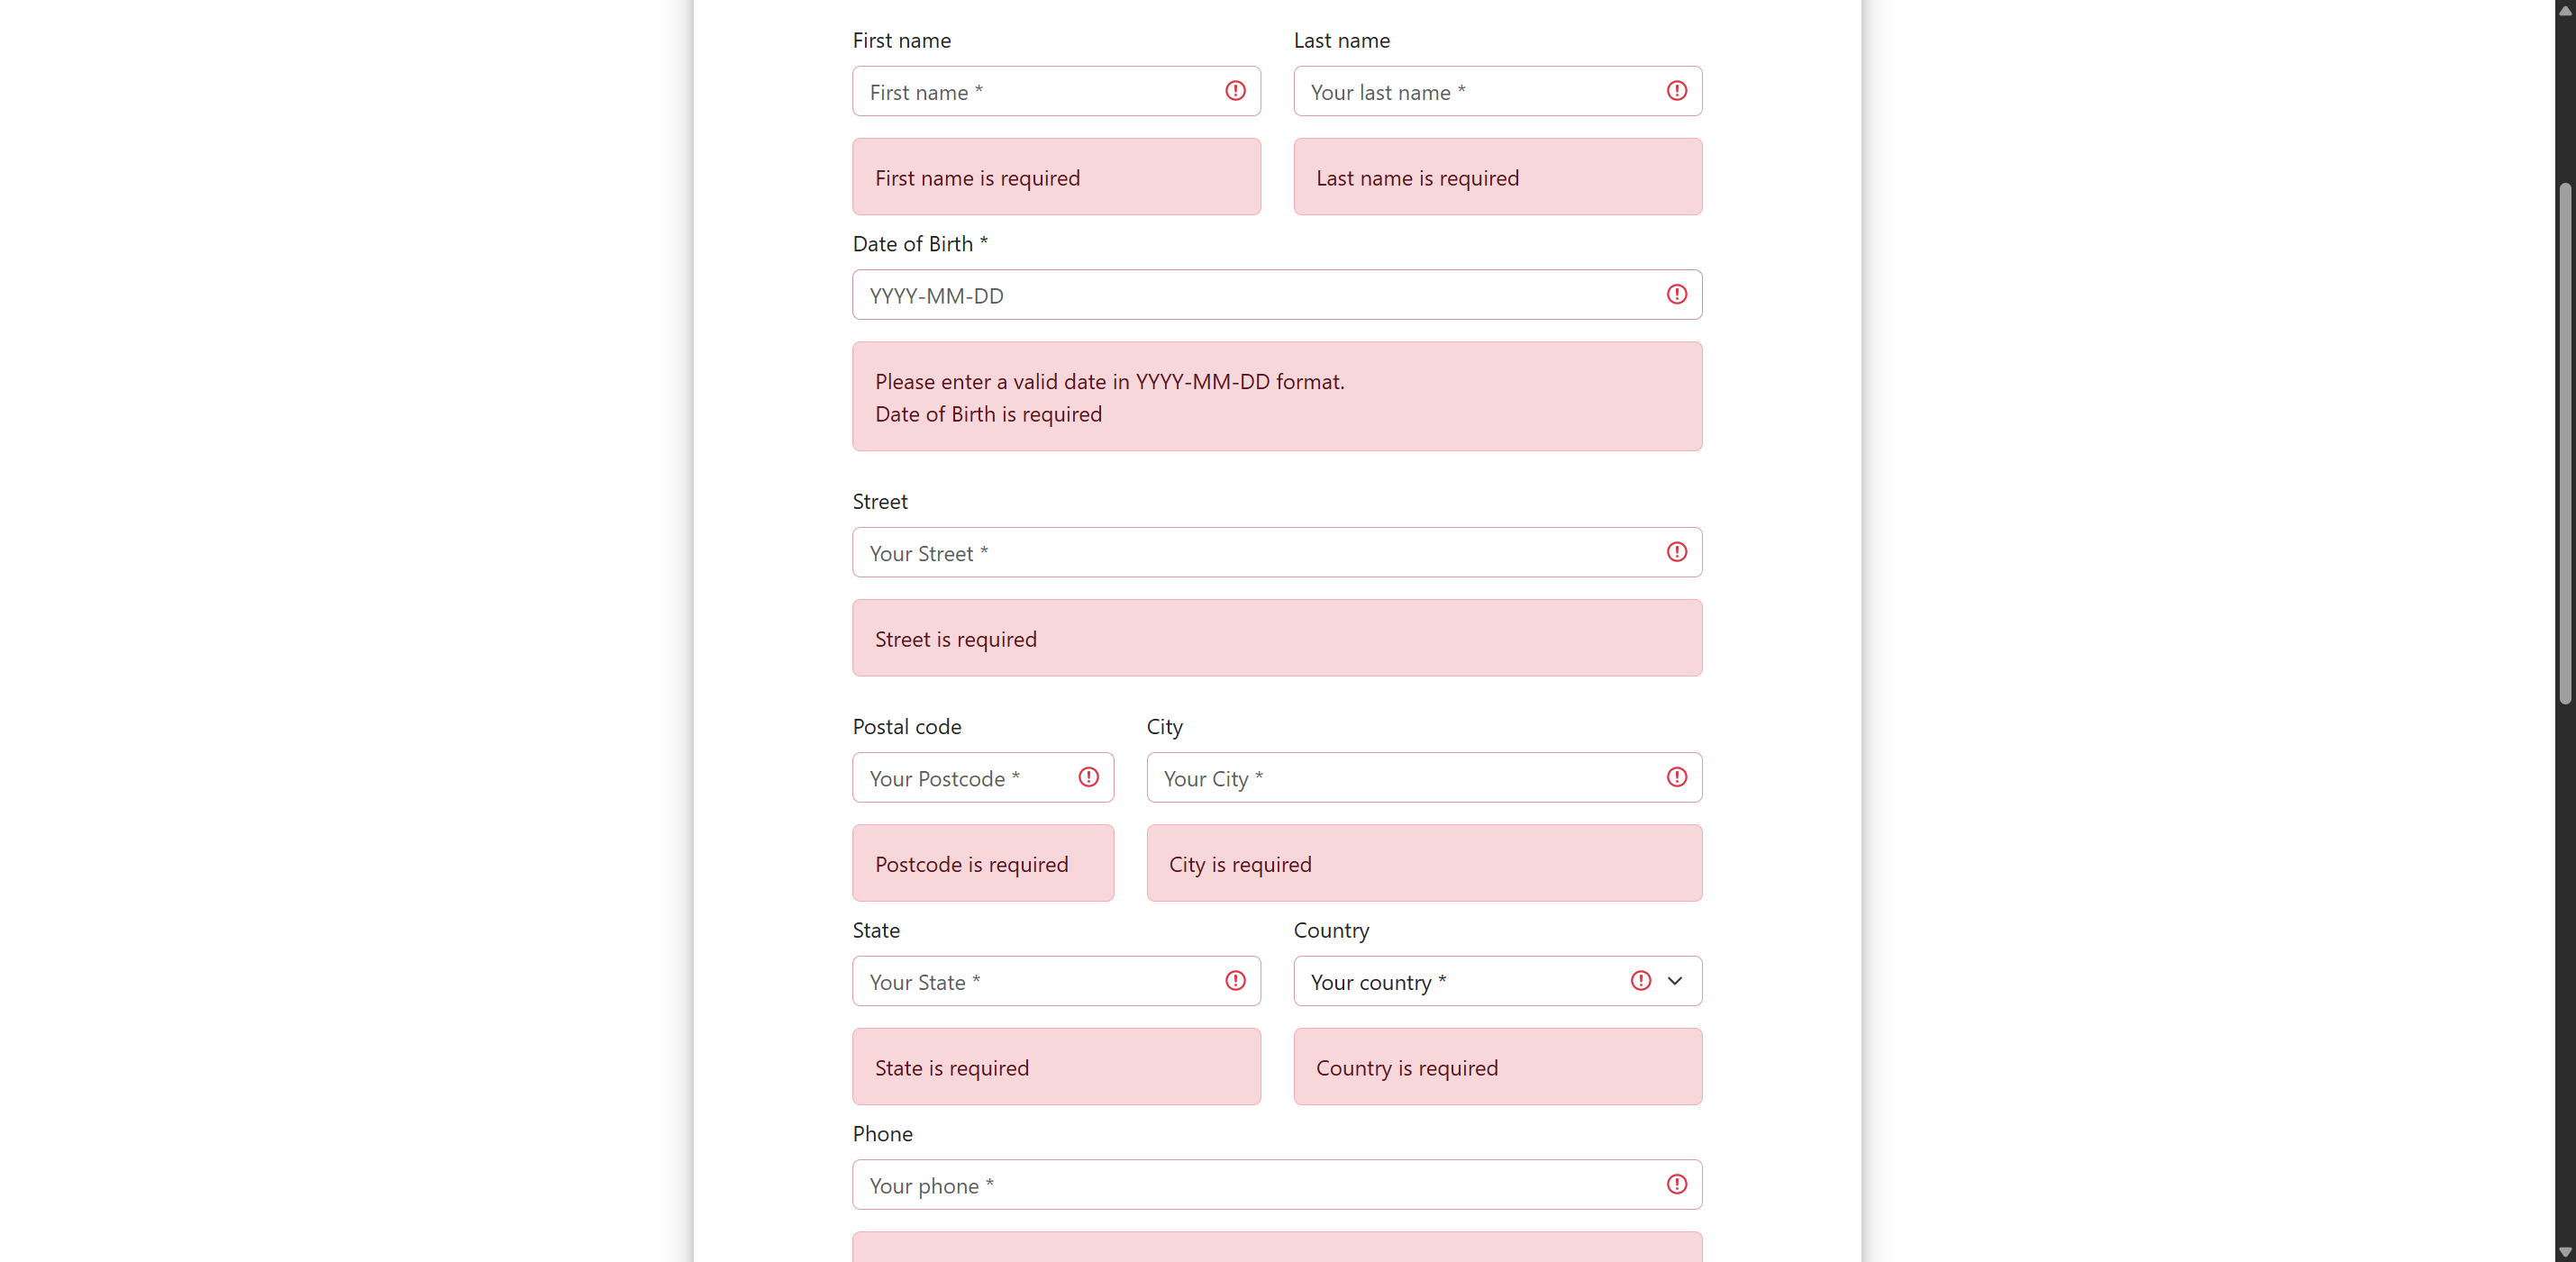 First name
Last name
First name *
Your last name *
First name is required
Last name is required
Date of Birth *
YYYY-MM-DD
Please enter a valid date in YYYY-MM-DD format.
Date of Birth is required
Street
Your Street *
Street is required
Postal code
City
Your Postcode *
Your City *
Postcode is required
City is required
State
Country
Your State *
Your country *
State is required
Country is required
Phone
Your phone *